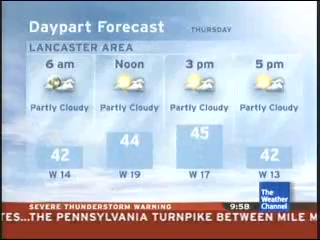 Daypart Forecast THURSDAY
LANCASTER AREA
6 am Noon 3 pm 5 pm
Partly Cloudy Partly Cloudy Partly Cloudy Partly Cloudy
42 44 45 42
W 14 W 19 W 17 W 13
The Weather Channel
SEVERE THUNDERSTORM WARNING 9:58
TES...THE PENNSYLVANIA TURNPIKE BETWEEN MILE M